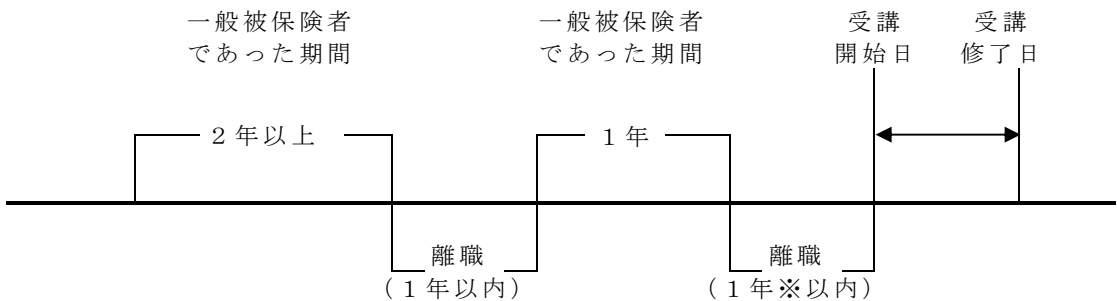 一般被保険者
であった期間
一般被保険者
であった期間
受講
開始日
受講
修了日
２年以上
１年
離職
（１年以内）
離職
（１年※以内）